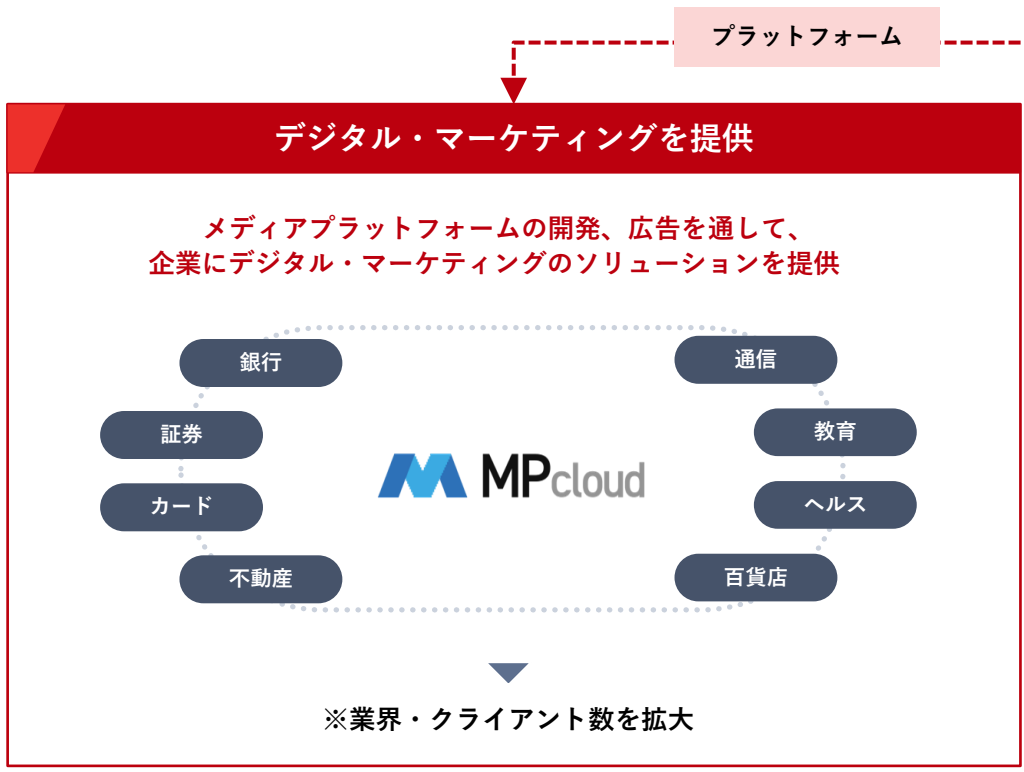 プラットフォーム
デジタル・マーケティングを提供
メディアプラットフォームの開発、広告を通して、
企業にデジタル・マーケティングのソリューションを提供
銀行
通信
証券
教育
MPcloud
カード
ヘルス
不動産
百貨店
※業界・クライアント数を拡大